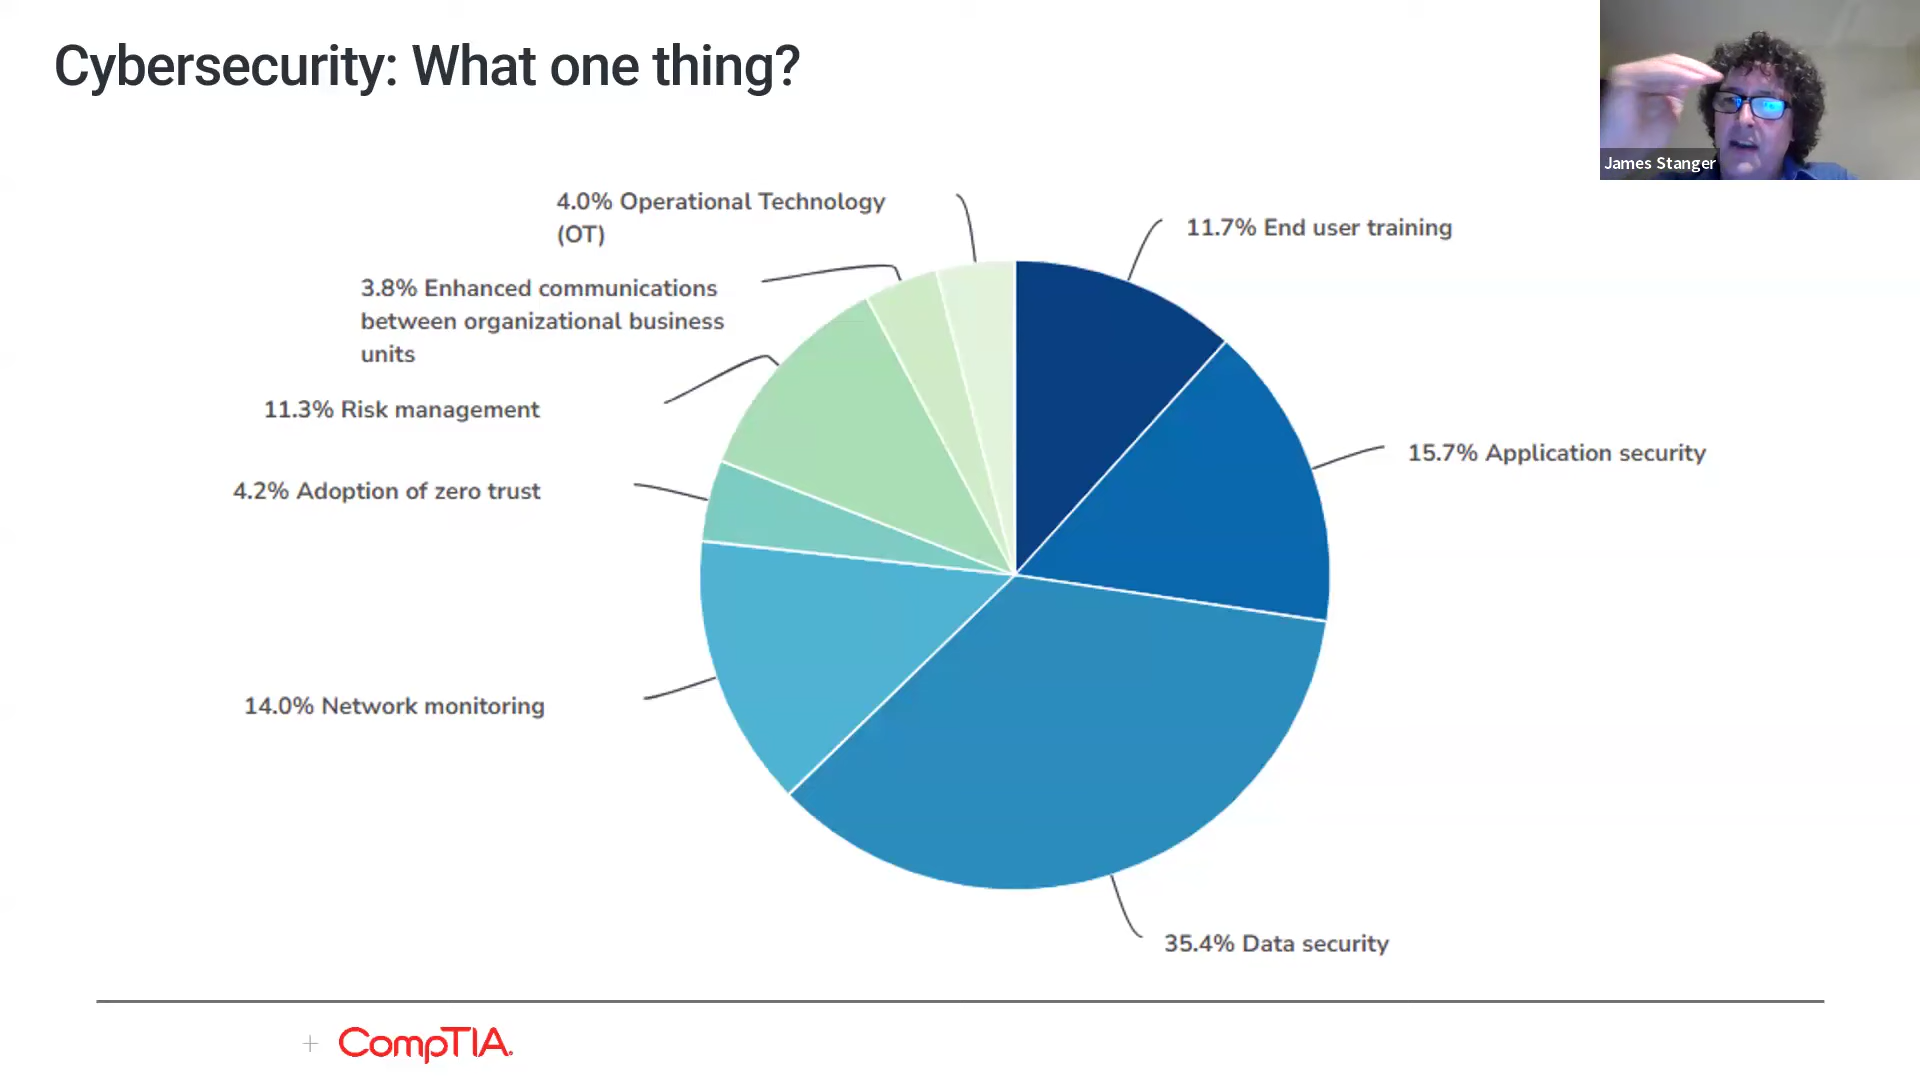 Cybersecurity: What one thing?
James Stanger
4.0% Operational Technology
(OT)
11.7% End user training
3.8% Enhanced communications
between organizational business
units
11.3% Risk management
15.7% Application security
4.2% Adoption of zero trust
14.0% Network monitoring
35.4% Data security
+ CompTIA.